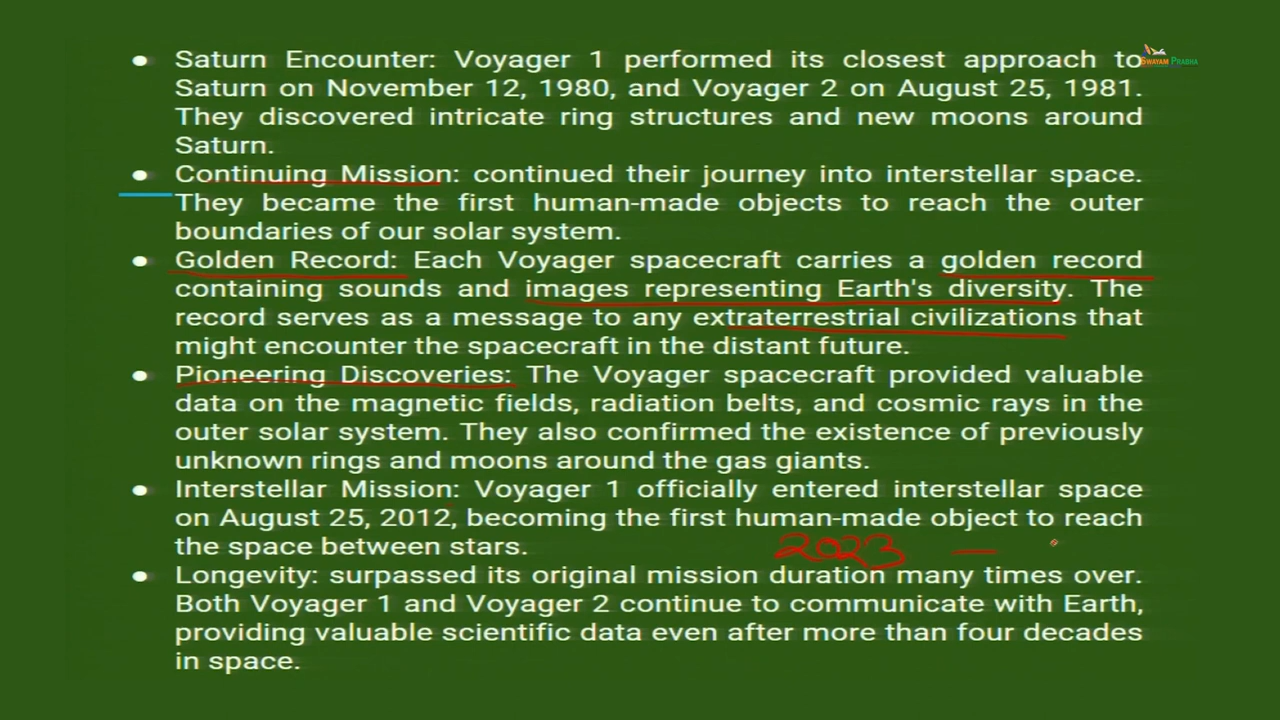 ● Saturn Encounter: Voyager 1 performed its closest approach to
Saturn on November 12, 1980, and Voyager 2 on August 25, 1981.
They discovered intricate ring structures and new moons around
Saturn.
● Continuing Mission: continued their journey into interstellar space.
They became the first human-made objects to reach the outer
boundaries of our solar system.
● Golden Record: Each Voyager spacecraft carries a golden record
containing sounds and images representing Earth's diversity. The
record serves as a message to any extraterrestrial civilizations that
might encounter the spacecraft in the distant future.
● Pioneering Discoveries: The Voyager spacecraft provided valuable
data on the magnetic fields, radiation belts, and cosmic rays in the
outer solar system. They also confirmed the existence of previously
unknown rings and moons around the gas giants.
● Interstellar Mission: Voyager 1 officially entered interstellar space
on August 25, 2012, becoming the first human-made object to reach
the space between stars.
2023 —
● Longevity: surpassed its original mission duration many times over.
Both Voyager 1 and Voyager 2 continue to communicate with Earth,
providing valuable scientific data even after more than four decades
in space.
SWAYAM PRABHA